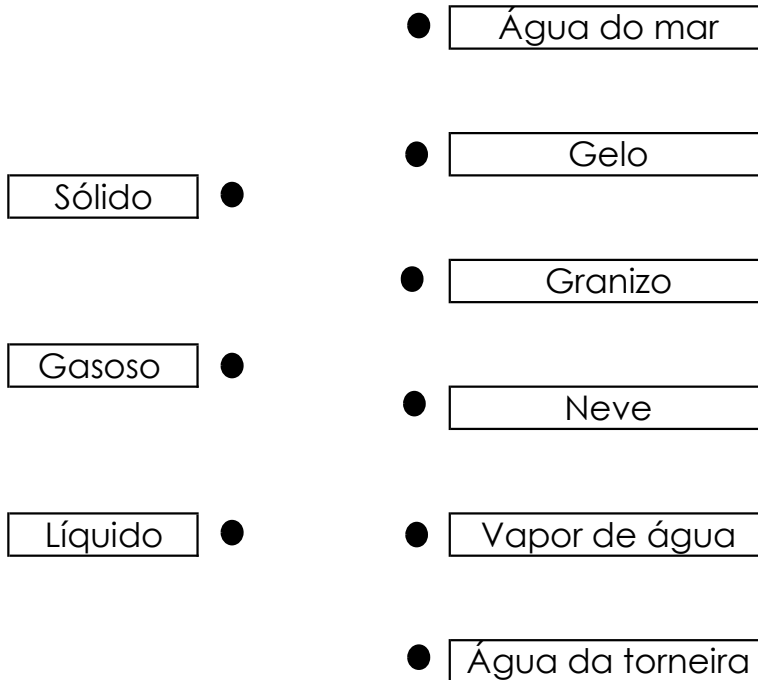 Água do mar
Gelo
Sólido
Granizo
Gasoso
Neve
Líquido
Vapor de água
Água da torneira